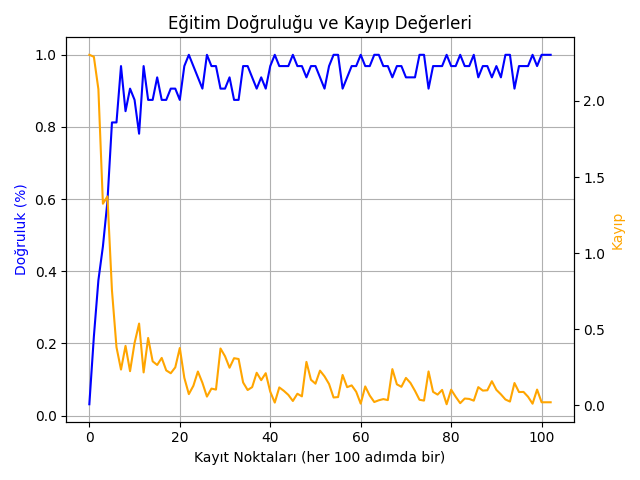 Eğitim Doğruluğu ve Kayıp Değerleri
Doğruluk (%)
1.0
0.8
0.6
0.4
0.2
0.0
2.0
1.5
1.0
0.5
0.0
Kayıp
0 20 40 60 80 100
Kayıt Noktaları (her 100 adımda bir)